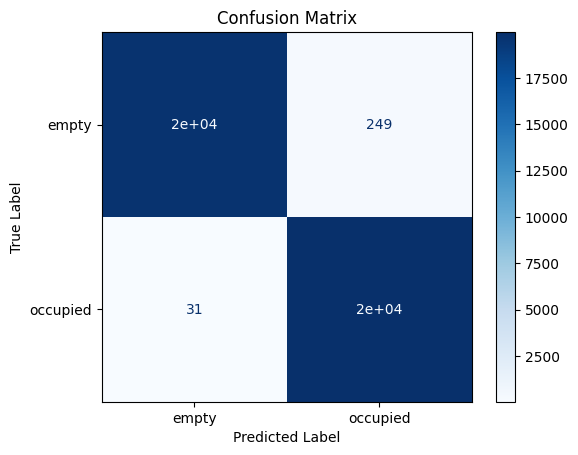 Confusion Matrix
True Label
empty
2e+04
249
occupied
31
2e+04
empty
occupied
Predicted Label
17500
15000
12500
10000
7500
5000
2500